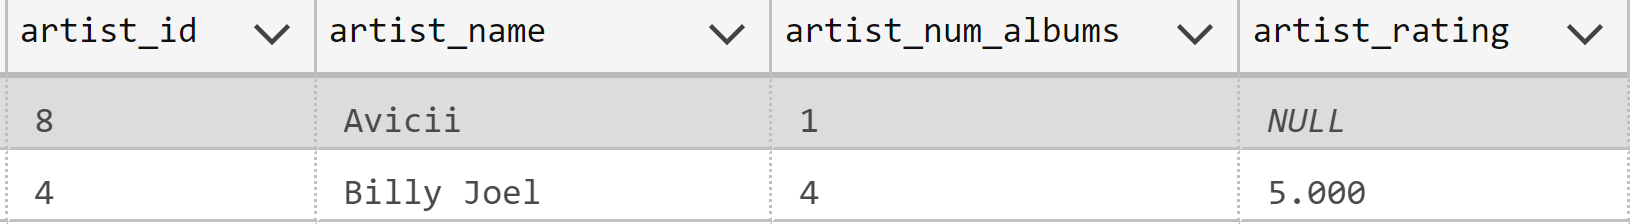 artist_id artist_name artist_num_albums artist_rating
8 Avicii 1 NULL
4 Billy Joel 4 5.000